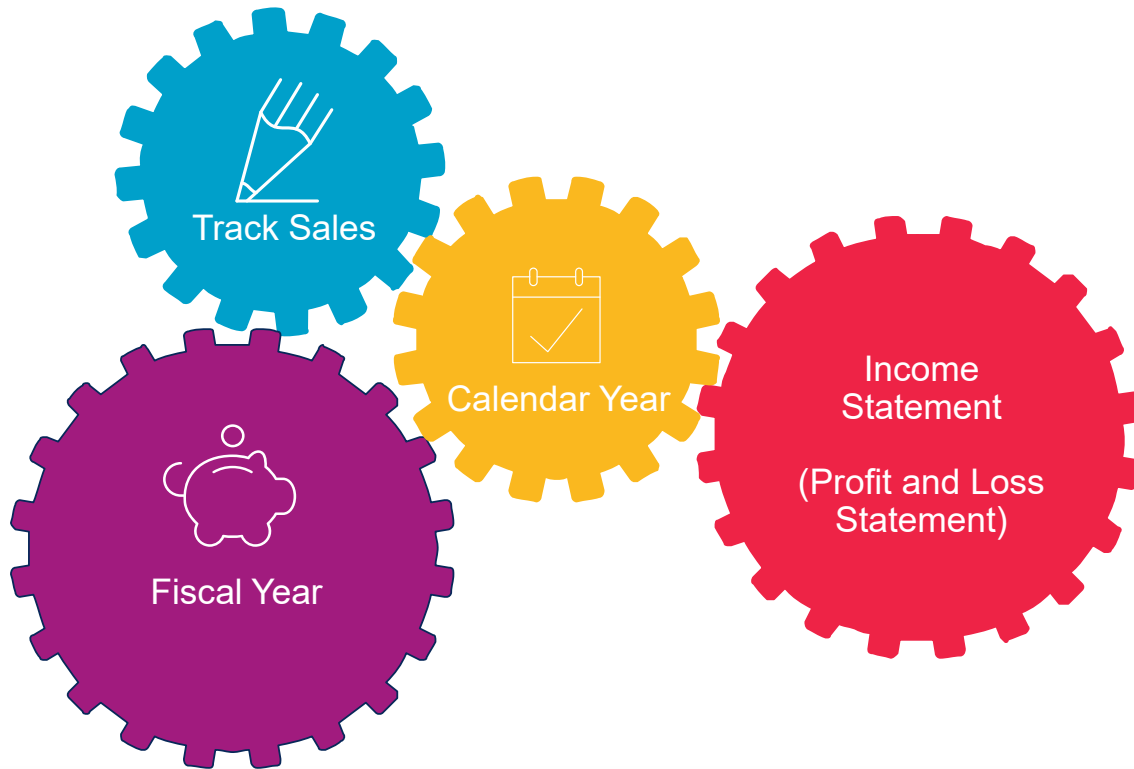 Track Sales
Calendar Year
Income
Statement
(Profit and Loss
Statement)
Fiscal Year